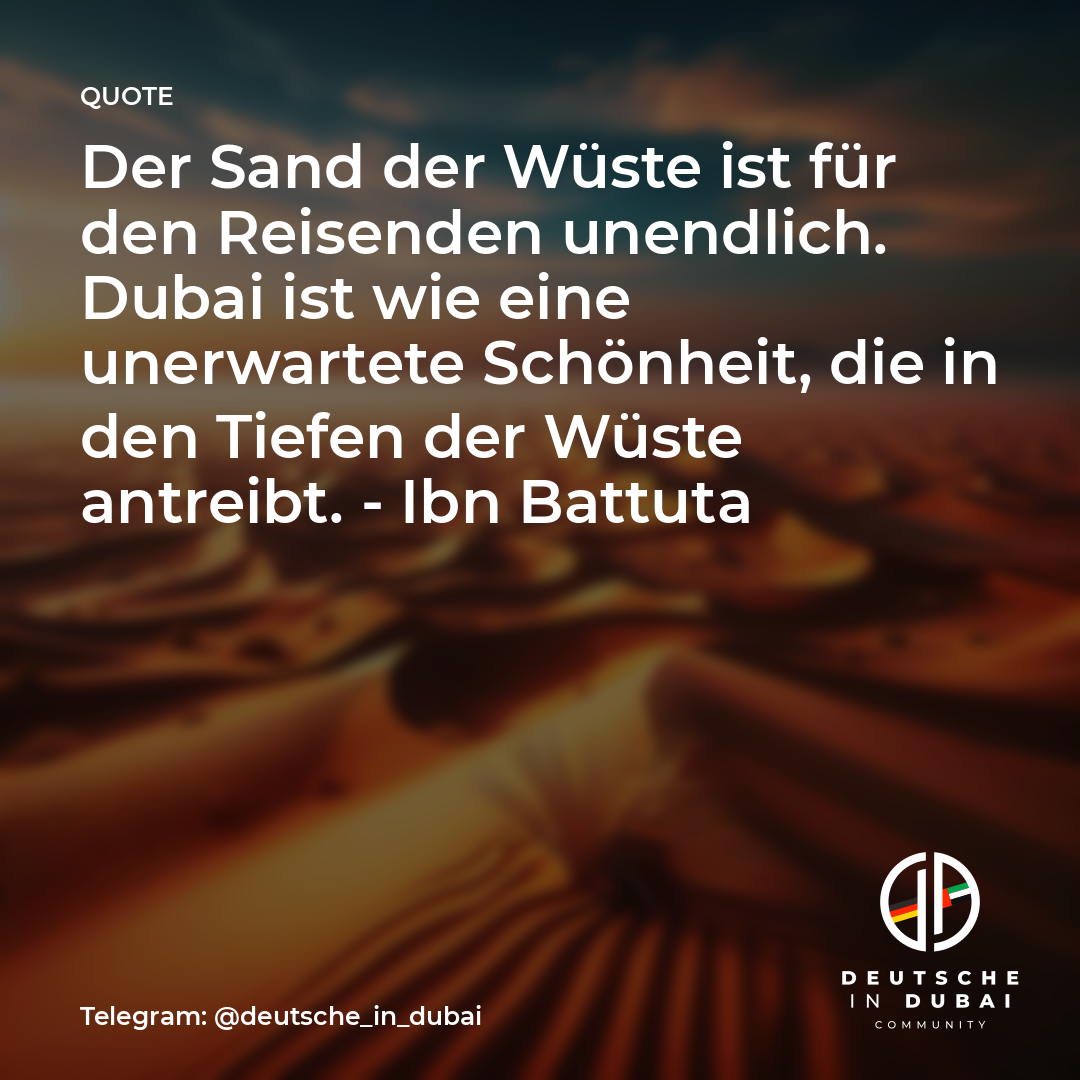 QUOTE
Der Sand der Wüste ist für
den Reisenden unendlich.
Dubai ist wie eine
unerwartete Schönheit, die in
den Tiefen der Wüste
antreibt. - Ibn Battuta
DEUTSCHE
IN DUBAI
COMMUNITY
Telegram: @deutsche_in_dubai